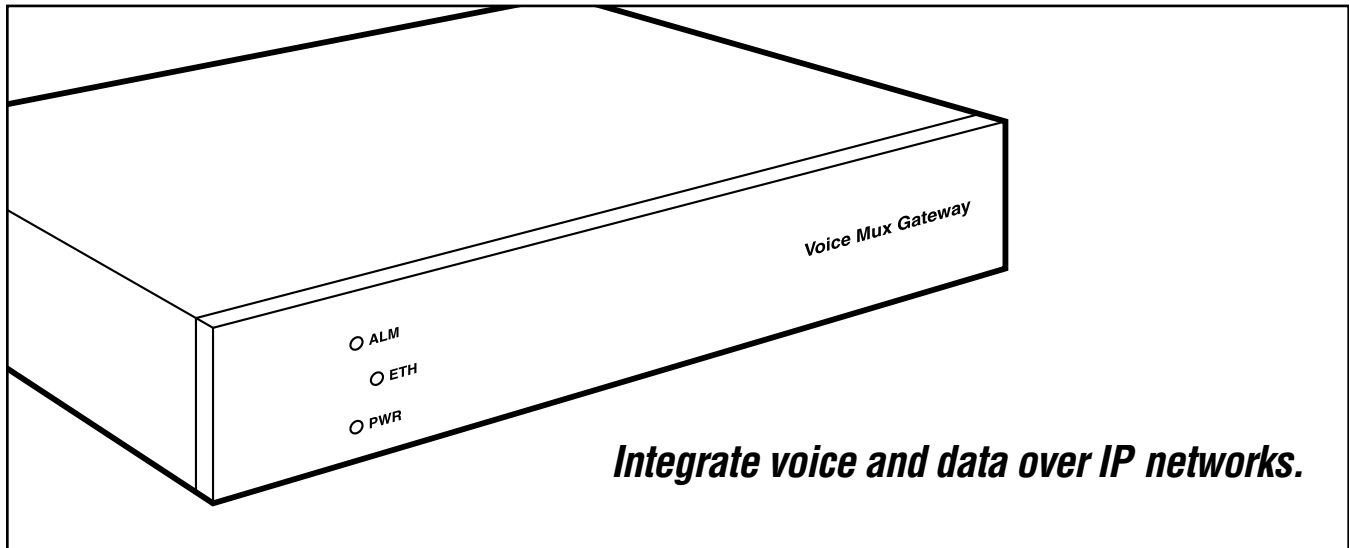 Voice Mux Gateway
ALM
ETH
PWR
Integrate voice and data over IP networks.